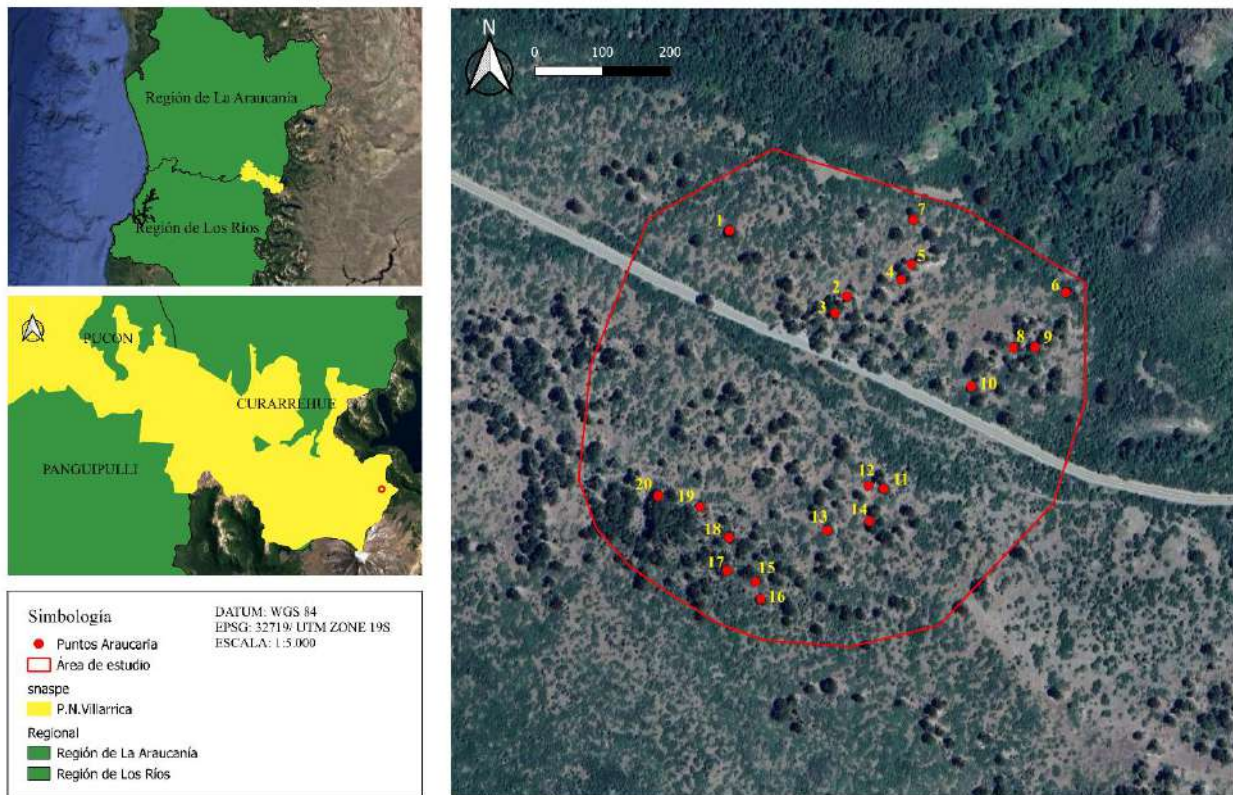 Región de La Araucanía
Región de Los Ríos
PUCON
CURARREHUE
PANGUIPULLI
Simbología
Puntos Araucaria
Área de estudio
snaspe
P.N.Villarrica
Regional
Región de La Araucanía
Región de Los Ríos
DATUM: WGS 84
EPSG: 32719/ UTM ZONE 19S
ESCALA: 1:5.000
N
0 100 200
1
7
5
4
2
3
6
8 9
10
12 11
20 19
14
13
18
17
15
16